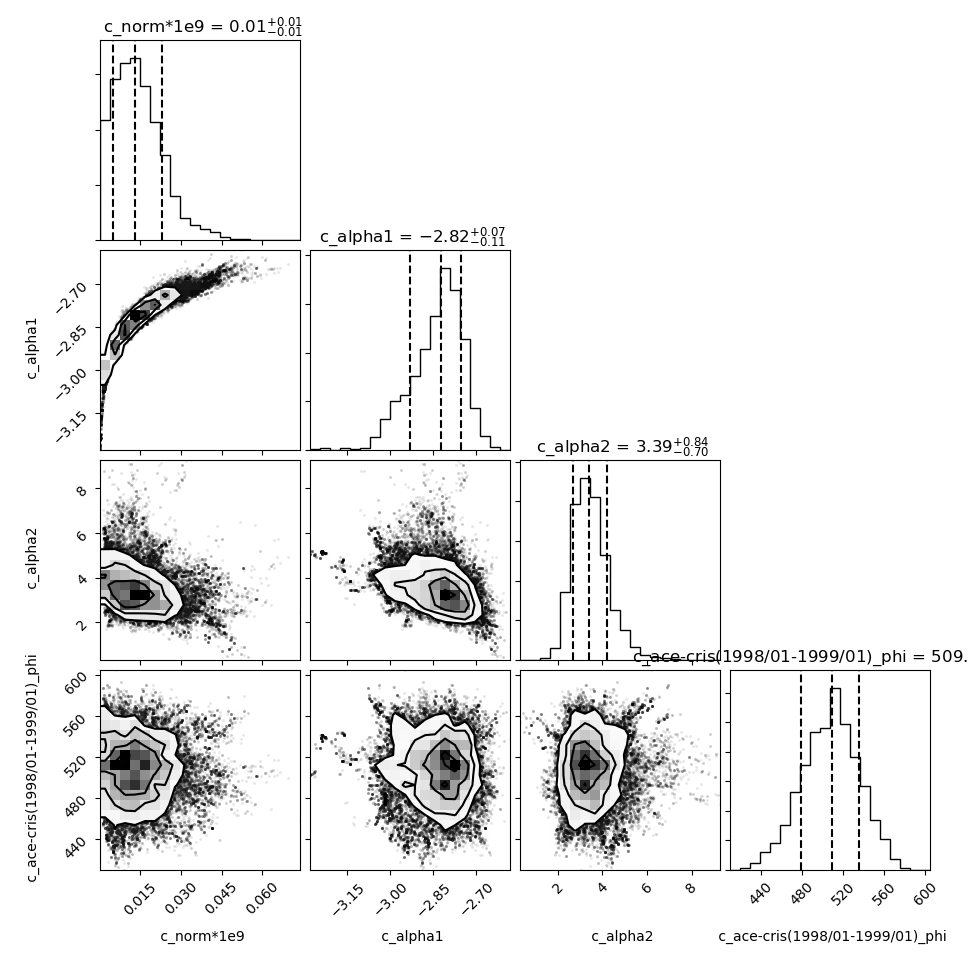 c_norm*1e9 = 0.01+0.01−0.01
c_alpha1 = −2.82+0.07−0.11
−2.70
−2.85
−3.00
−3.15
c_alpha1
c_alpha2 = 3.39+0.84−0.70
8
6
4
2
c_alpha2
c_ace-cris(1998/01-1999/01)_phi = 509.
600
560
520
480
440
c_ace-cris(1998/01-1999/01)_phi
0.015 0.030 0.045 0.060
−3.15 −3.00 −2.85 −2.70
2 4 6 8
440 480 520 560 600
c_norm*1e9
c_alpha1
c_alpha2
c_ace-cris(1998/01-1999/01)_phi